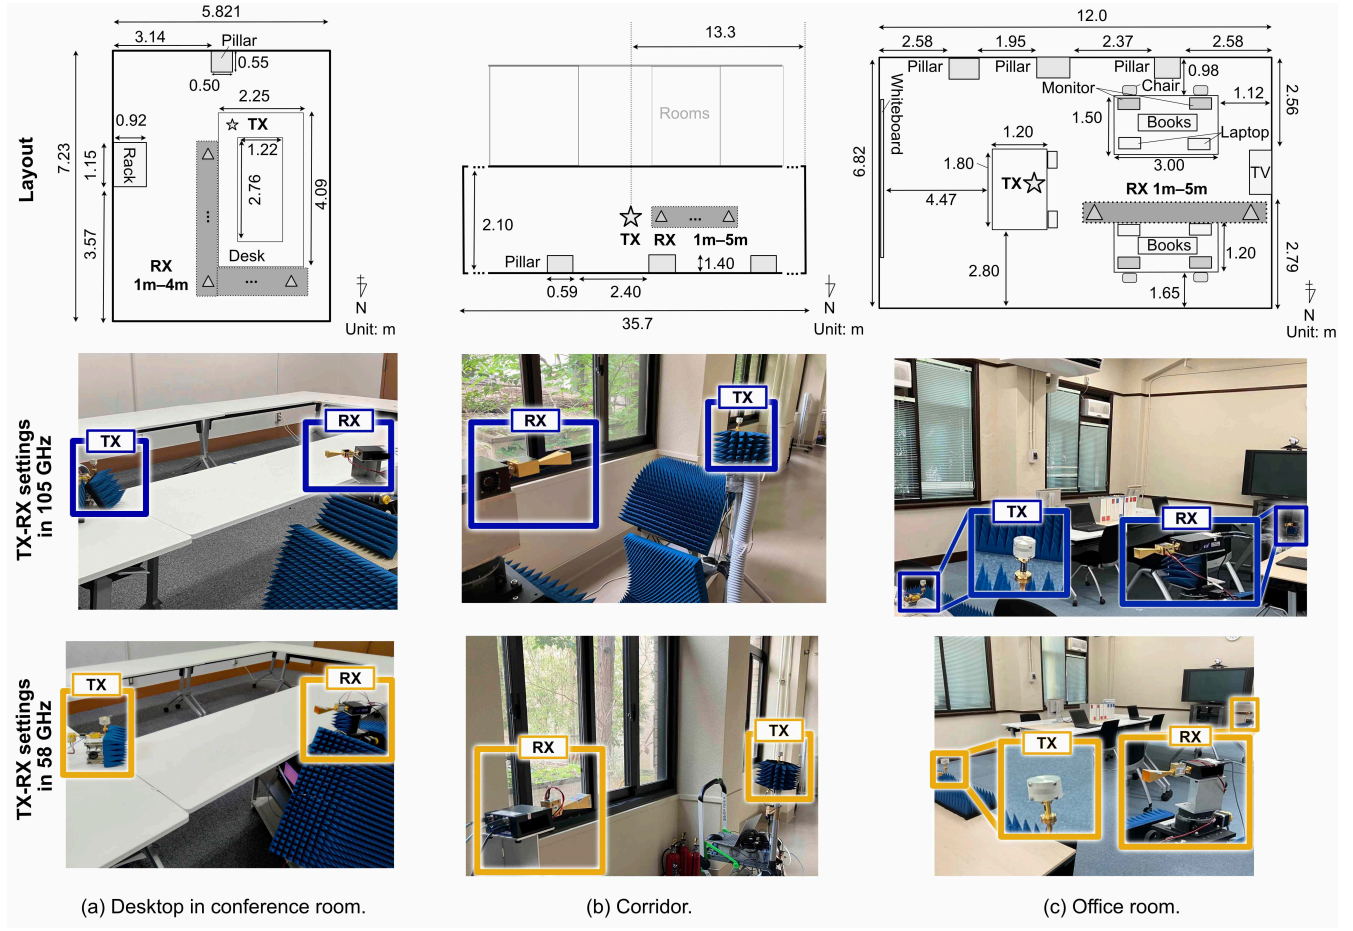 Layout
5.821
3.14
Pillar
0.55
0.50
2.25
TX
0.92
1.22
Rack
1.15
7.23
2.76
4.09
3.57
...
Desk
RX
1m–4m
...
N
Unit: m
13.3
Rooms
2.10
TX
RX
...
1m–5m
Pillar
1.40
0.59
2.40
35.7
N
Unit: m
12.0
2.58
1.95
2.37
2.58
Pillar
Pillar
Pillar
0.98
Chair
Monitor
Whiteboard
1.12
2.56
1.50
Books
Laptop
1.20
3.00
6.82
1.80
TX
TV
RX 1m–5m
4.47
Books
1.20
2.79
2.80
1.65
N
Unit: m
TX-RX settings
in 105 GHz
TX
RX
RX
TX
TX
RX
TX-RX settings
in 58 GHz
TX
RX
RX
TX
TX
RX
(a) Desktop in conference room.
(b) Corridor.
(c) Office room.